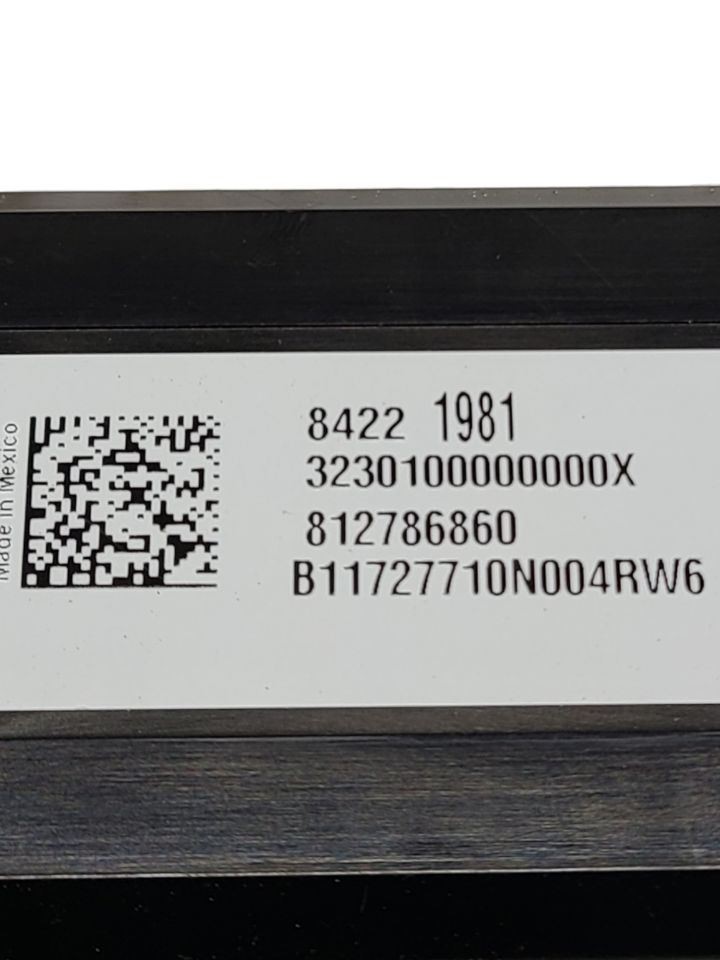 Made in Mexico
8422 1981
3230100000000X
812786860
B11727710N004RW6